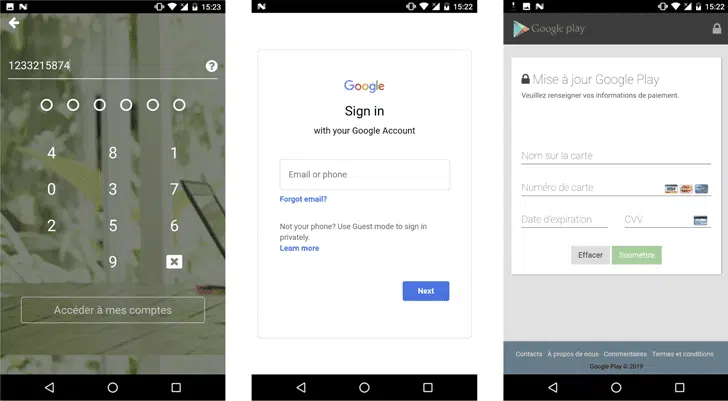 15:23
1233215874
?
4 8 1
0 3 7
2 5 6
9
Accéder à mes comptes
15:22
Google
Sign in
with your Google Account
Email or phone
Forgot email?
Not your phone? Use Guest mode to sign in
privately.
Learn more
Next
15:22
Google play
Mise à jour Google Play
Veuillez renseigner vos informations de paiement.
Nom sur la carte
Numéro de carte
Date d'expiration CVV
Effacer Soumettre
Contacts · À propos de nous · Commentaires · Termes et conditions
Google Play © 2019